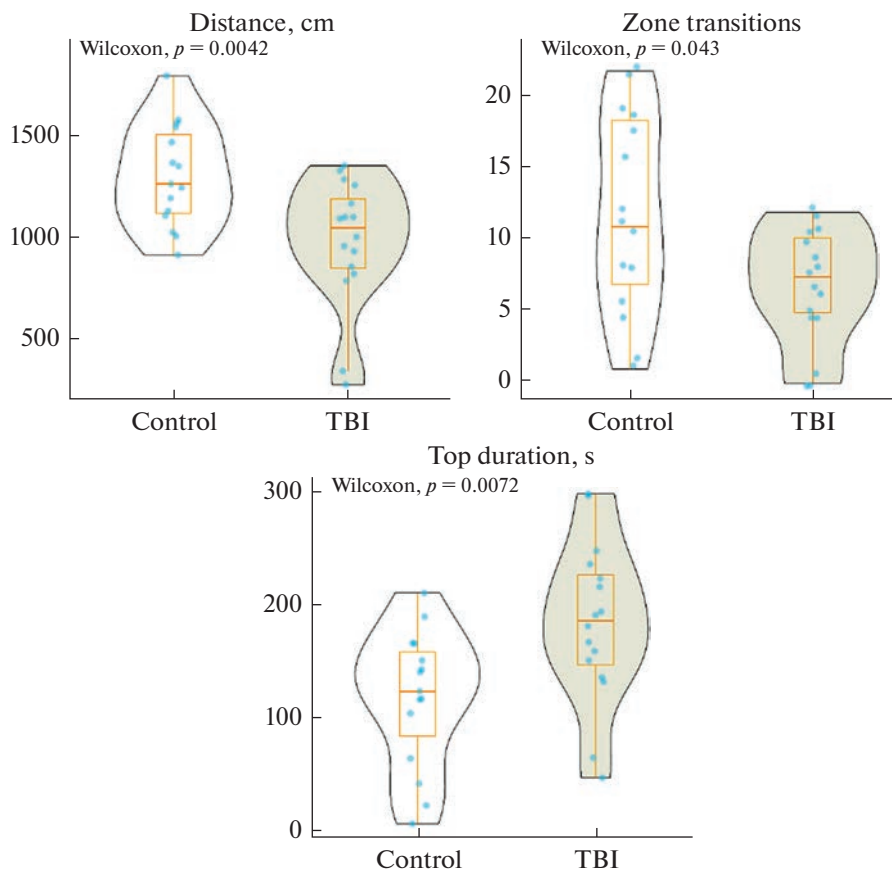 Distance, cm
Wilcoxon, p = 0.0042
1500
1000
500
Control
TBI
Zone transitions
Wilcoxon, p = 0.043
20
15
10
5
0
Control
TBI
Top duration, s
Wilcoxon, p = 0.0072
300
200
100
0
Control
TBI